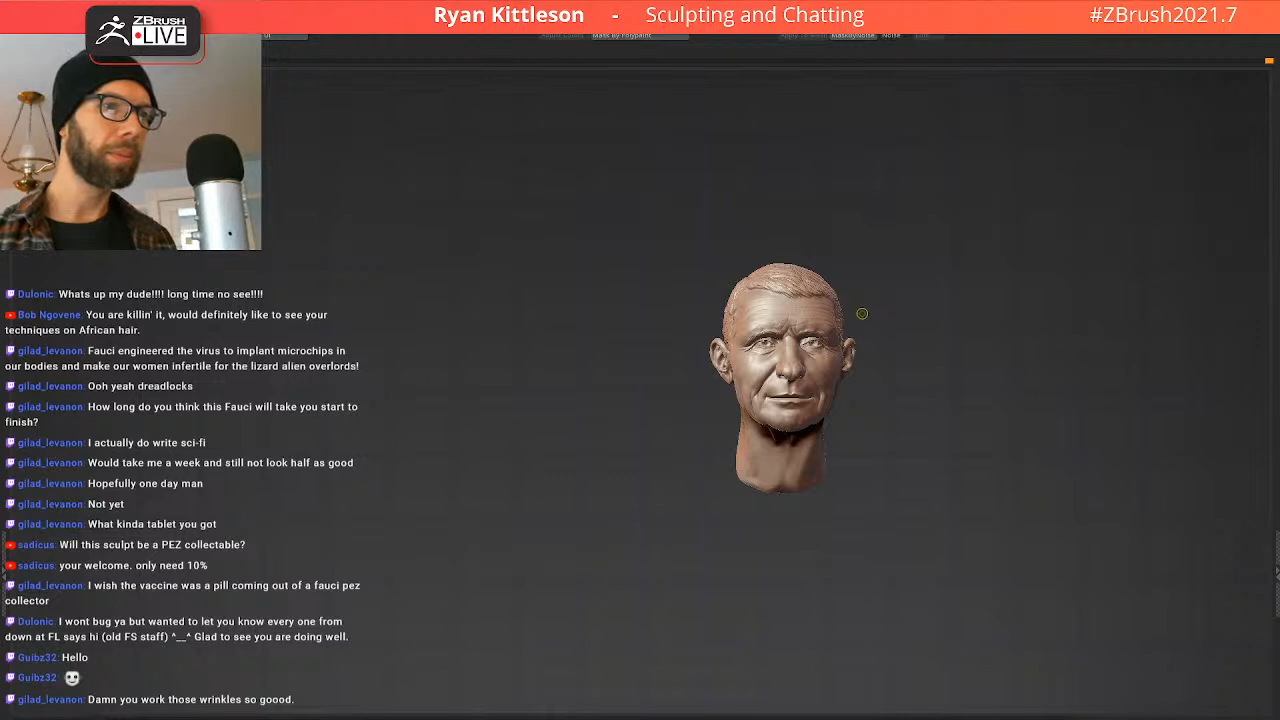 Ryan Kittleson - Sculpting and Chatting #ZBrush2021.7
ZBRUSH
LIVE
Mask By Polypaint
MaskByNoise Noise
Dulonic: Whats up my dude!!!! long time no see!!!!
Bob Ngovene: You are killin' it, would definitely like to see your
techniques on African hair.
gilad_levanon: Fauci engineered the virus to implant microchips in
our bodies and make our women infertile for the lizard alien overlords!
gilad_levanon: Ooh yeah dreadlocks
gilad_levanon: How long do you think this Fauci will take you start to
finish?
gilad_levanon: I actually do write sci-fi
gilad_levanon: Would take me a week and still not look half as good
gilad_levanon: Hopefully one day man
gilad_levanon: Not yet
gilad_levanon: What kinda tablet you got
sadicus: Will this sculpt be a PEZ collectable?
sadicus: your welcome. only need 10%
gilad_levanon: I wish the vaccine was a pill coming out of a fauci pez
collector
Dulonic: I wont bug ya but wanted to let you know every one from
down at FL says hi (old FS staff) ^__^ Glad to see you are doing well.
Guibz32: Hello
Guibz32:
gilad_levanon: Damn you work those wrinkles so goood.